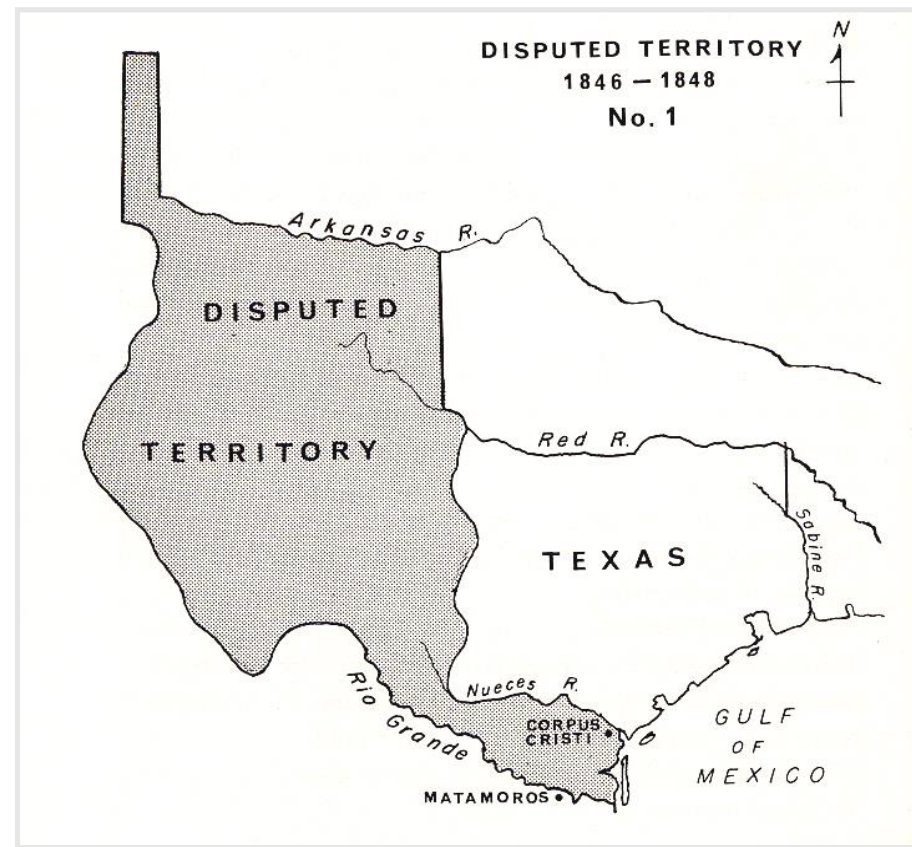 DISPUTED TERRITORY
1846 — 1848
No. 1
N
Arkansas R.
DISPUTED
TERRITORY
Red R.
Sabine R.
TEXAS
Rio Grande
Nueces R.
CORPUS
CRISTI
MATAMOROS
GULF
OF
MEXICO